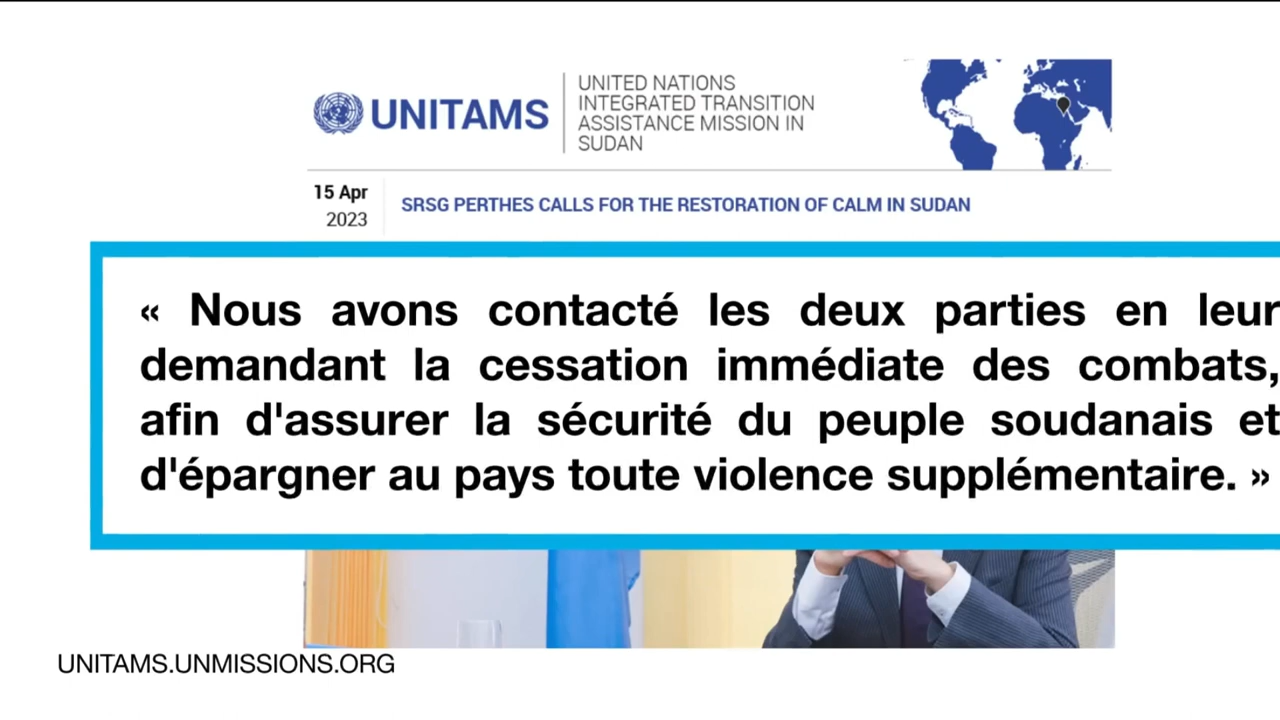 UNITAMS
UNITED NATIONS
INTEGRATED TRANSITION
ASSISTANCE MISSION IN
SUDAN
15 Apr
2023
SRSG PERTHES CALLS FOR THE RESTORATION OF CALM IN SUDAN
« Nous avons contacté les deux parties en leur
demandant la cessation immédiate des combats,
afin d'assurer la sécurité du peuple soudanais et
d'épargner au pays toute violence supplémentaire. »
UNITAMS.UNMISSIONS.ORG